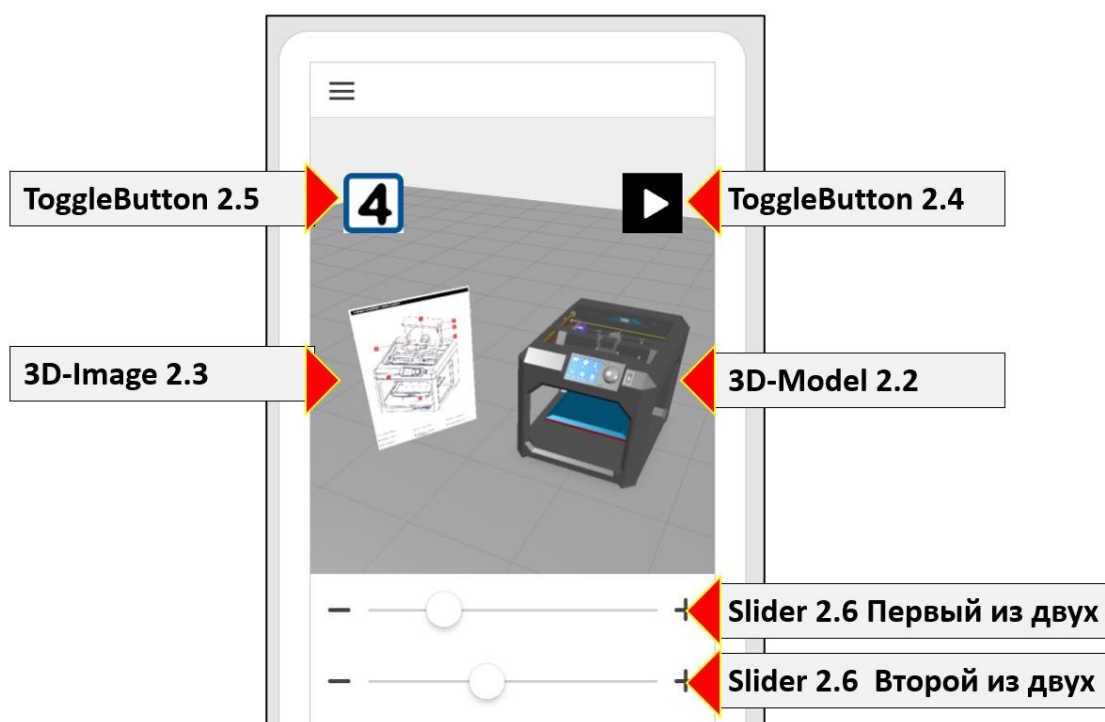 ToggleButton 2.5
4
ToggleButton 2.4
3D-Image 2.3
3D-Model 2.2
Slider 2.6 Первый из двух
Slider 2.6 Второй из двух